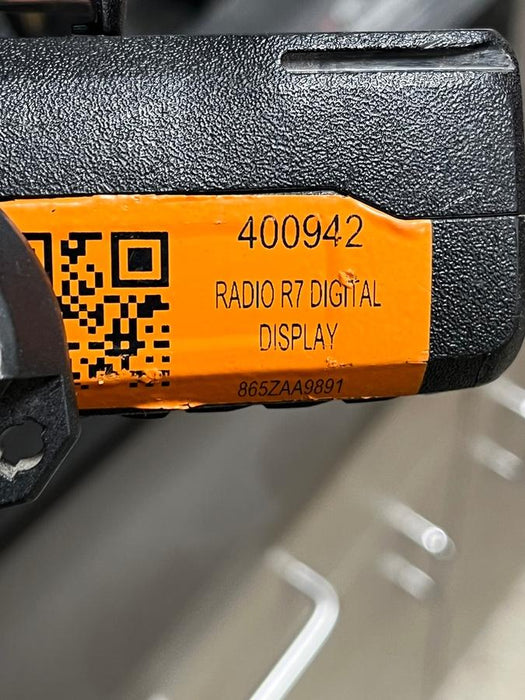 400942
RADIO R7 DIGITAL
DISPLAY
865ZAA9891